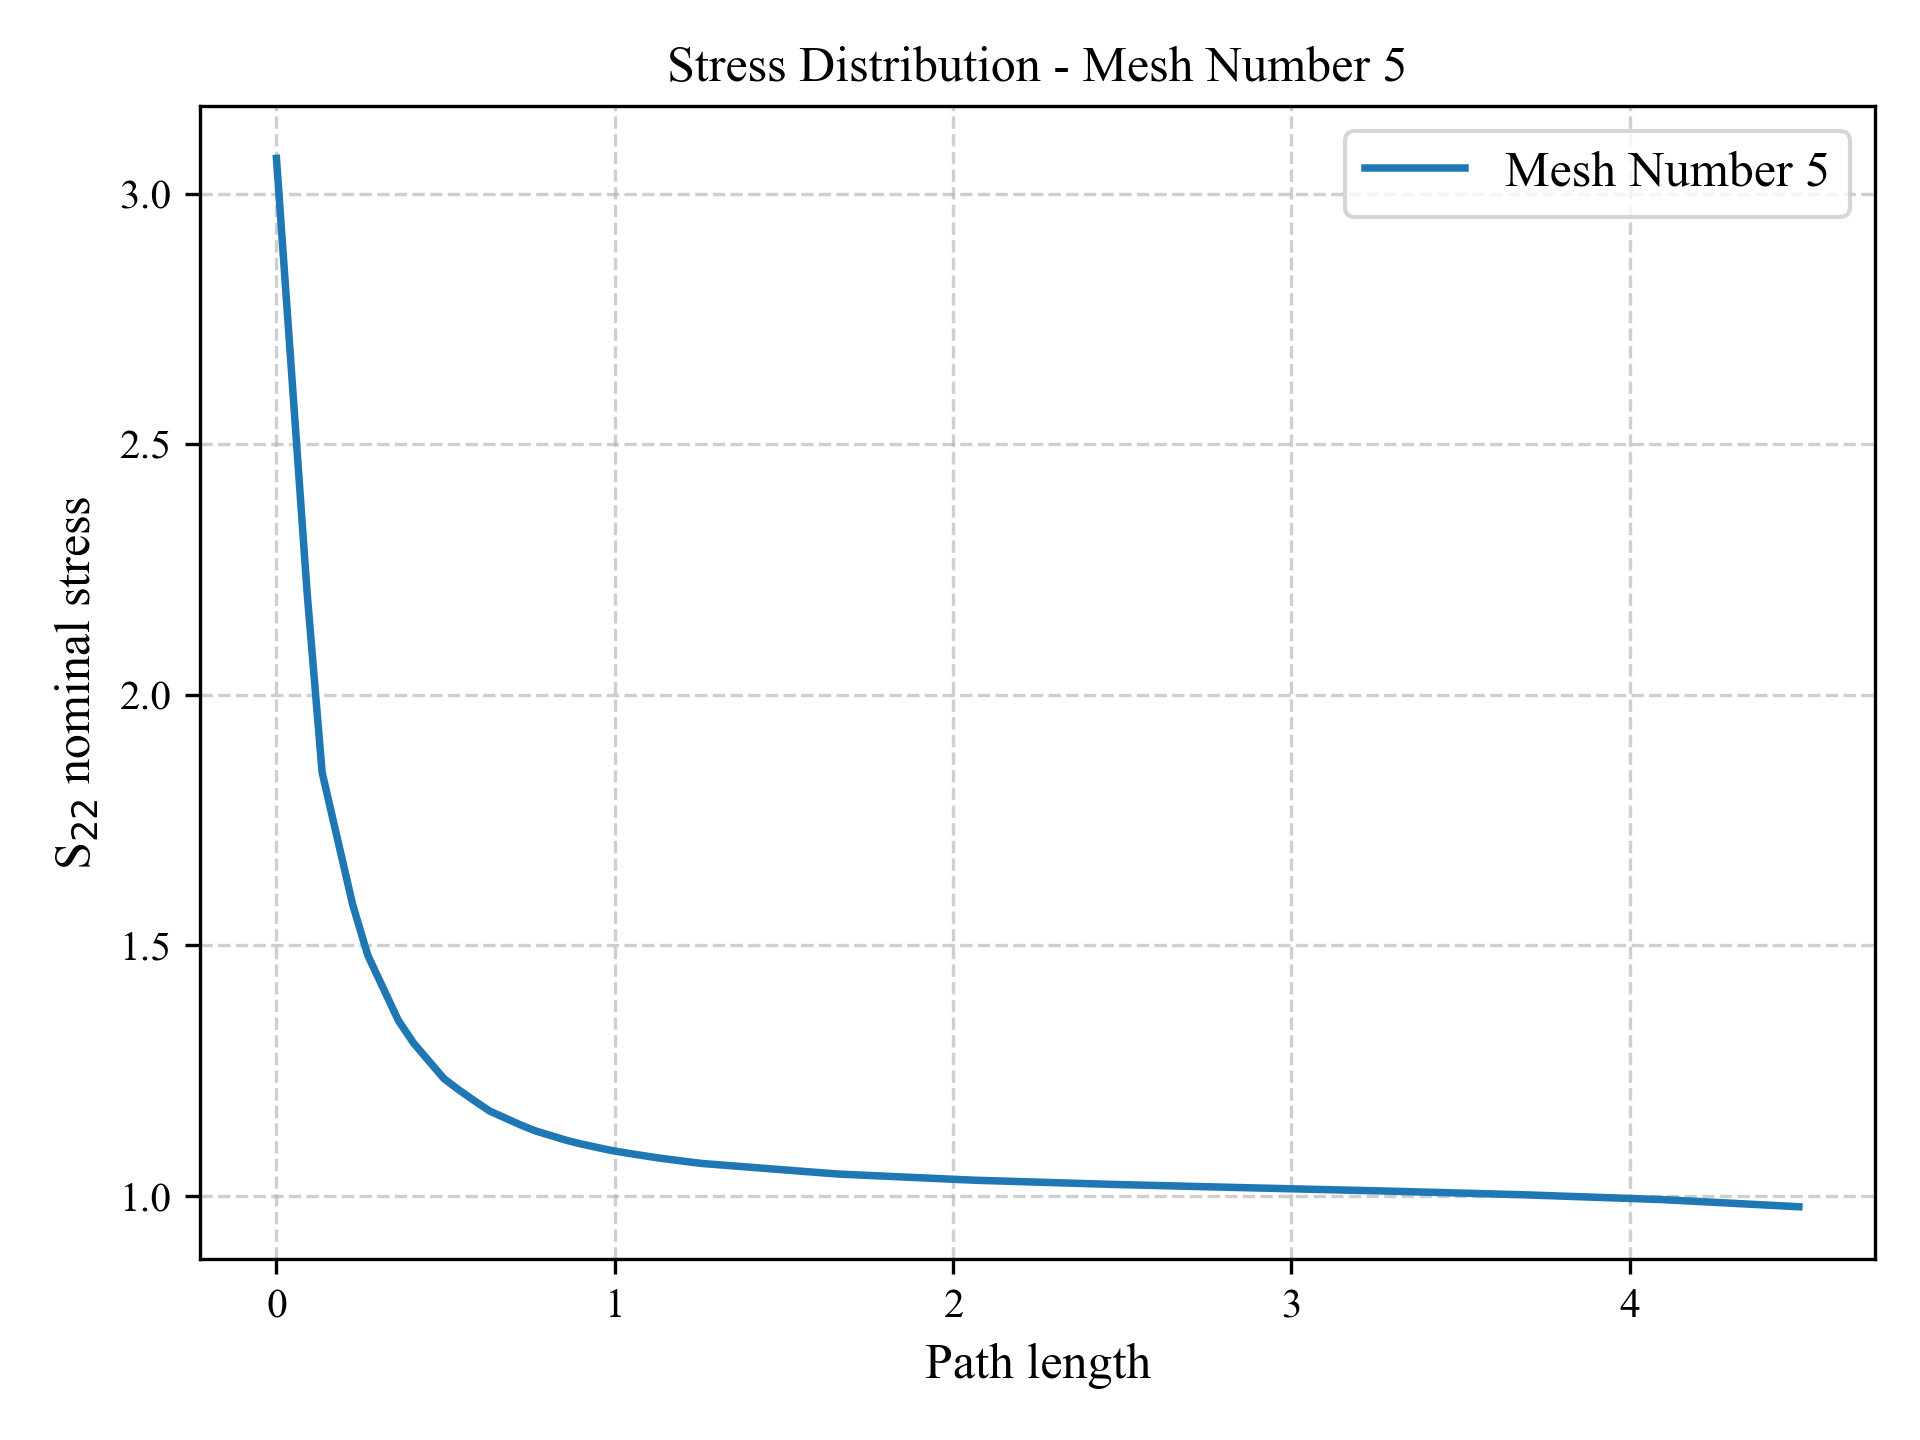 Stress Distribution - Mesh Number 5
Mesh Number 5
S₂₂ nominal stress
3.0
2.5
2.0
1.5
1.0
0 1 2 3 4
Path length